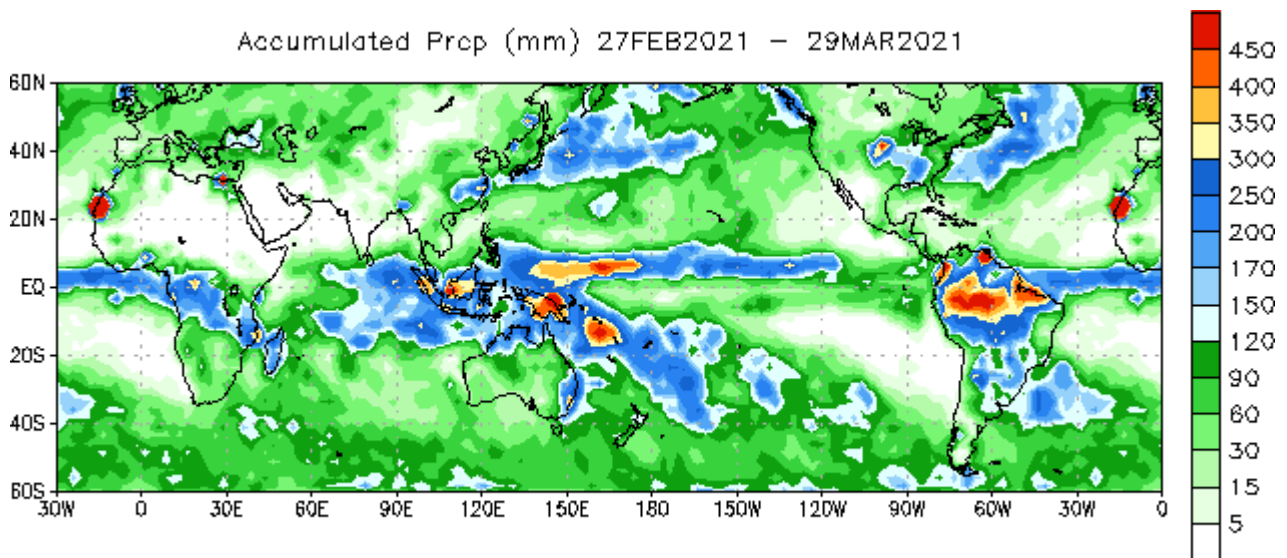 Accumulated Prcp (mm) 27FEB2021 – 29MAR2021
60N
40N
20N
EQ
20S
40S
60S
30W 0 30E 60E 90E 120E 150E 180 150W 120W 90W 60W 30W 0
450
400
350
300
250
200
170
150
120
90
60
30
15
5